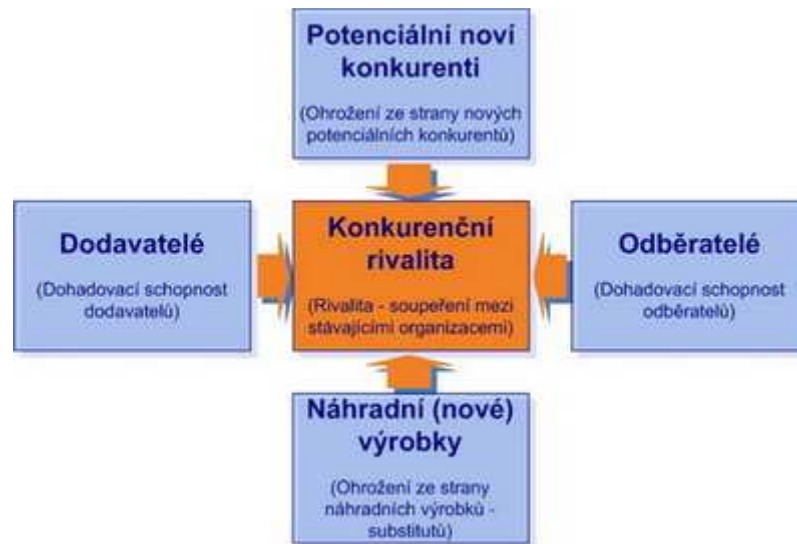 Potenciální noví
konkurenti
(Ohrožení ze strany nových
potenciálních konkurentů)
Dodavatelé
(Dohadovací schopnost
dodavatelů)
Konkurenční
rivalita
(Rivalita - soupeření mezi
stávajícími organizacemi)
Odběratelé
(Dohadovací schopnost
odběratelů)
Náhradní (nové)
výrobky
(Ohrožení ze strany
náhradních výrobků -
substitutů)